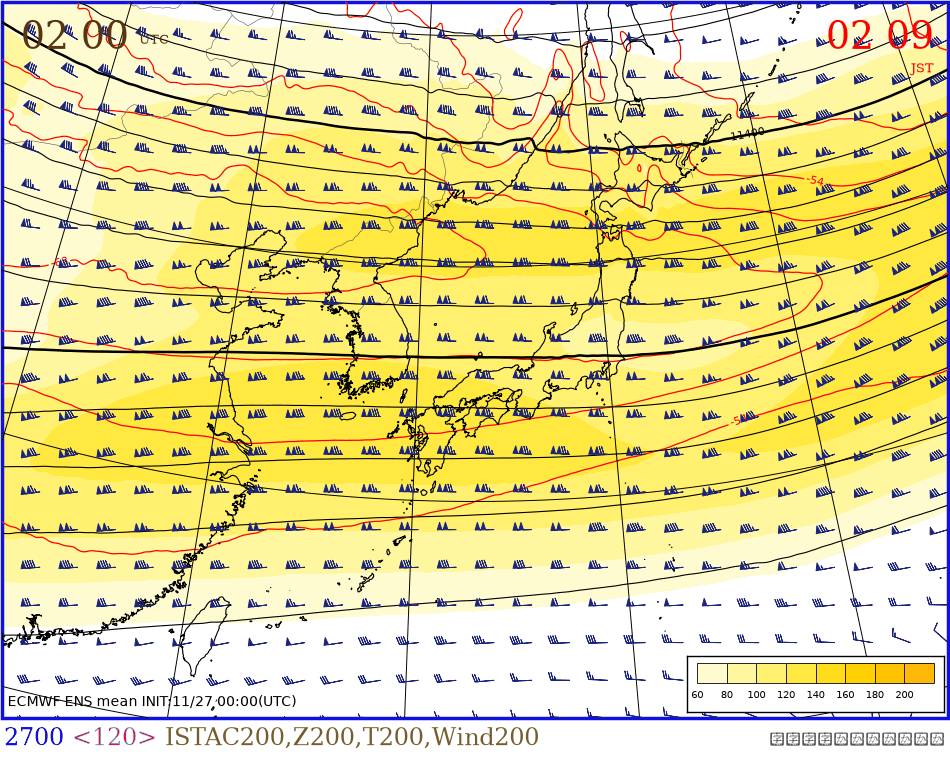 02 00 UTC
02 09
JST
11400
-54
60 80 100 120 140 160 180 200
ECMWF ENS mean INIT:11/27,00:00(UTC)
2700 <120> ISTAC200,Z200,T200,Wind200